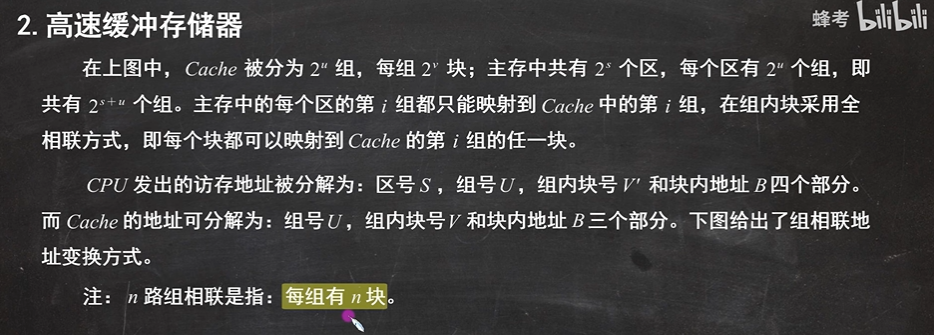 2. 高速缓冲存储器
蜂考 bilibili
在上图中，Cache 被分为 2ᵘ 组，每组 2ᵛ 块；主存中共有 2ˢ 个区，每个区有 2ᵘ 个组，即
共有 2ˢ⁺ᵘ 个组。主存中的每个区的第 i 组都只能映射到 Cache 中的第 i 组，在组内块采用全
相联方式，即每个块都可以映射到 Cache 的第 i 组的任一块。
CPU 发出的访存地址被分解为：区号 S ，组号 U ，组内块号 V′ 和块内地址 B 四个部分。
而 Cache 的地址可分解为：组号 U ，组内块号 V 和块内地址 B 三个部分。下图给出了组相联地
址变换方式。
注： n 路组相联是指：每组有 n 块。